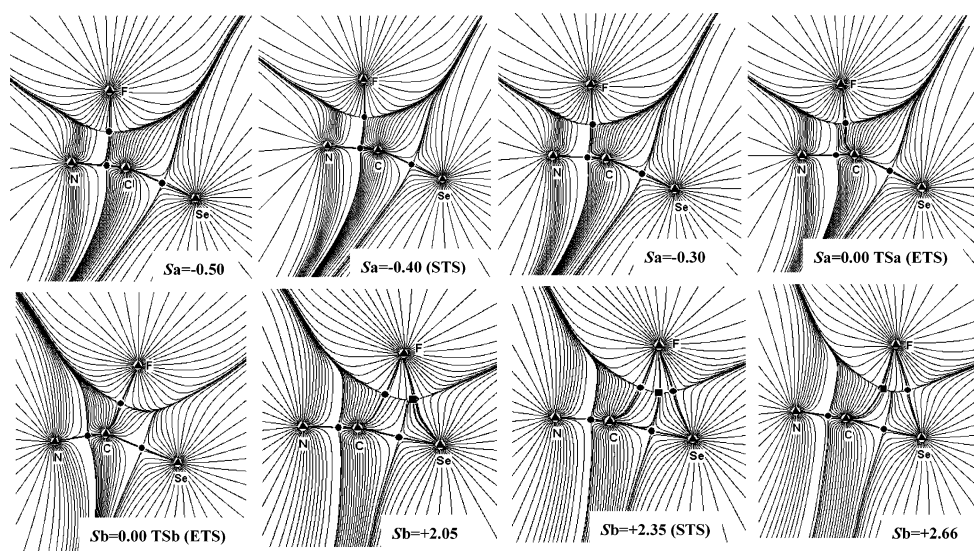 F
N
C
Se
Sa=-0.50
F
N
C
Se
Sa=-0.40 (STS)
F
N
C
Se
Sa=-0.30
F
N
C
Se
Sa=0.00 TSa (ETS)
F
N
C
Se
Sb=0.00 TSb (ETS)
F
N
C
Se
Sb=+2.05
F
N
C
Se
Sb=+2.35 (STS)
F
N
C
Se
Sb=+2.66